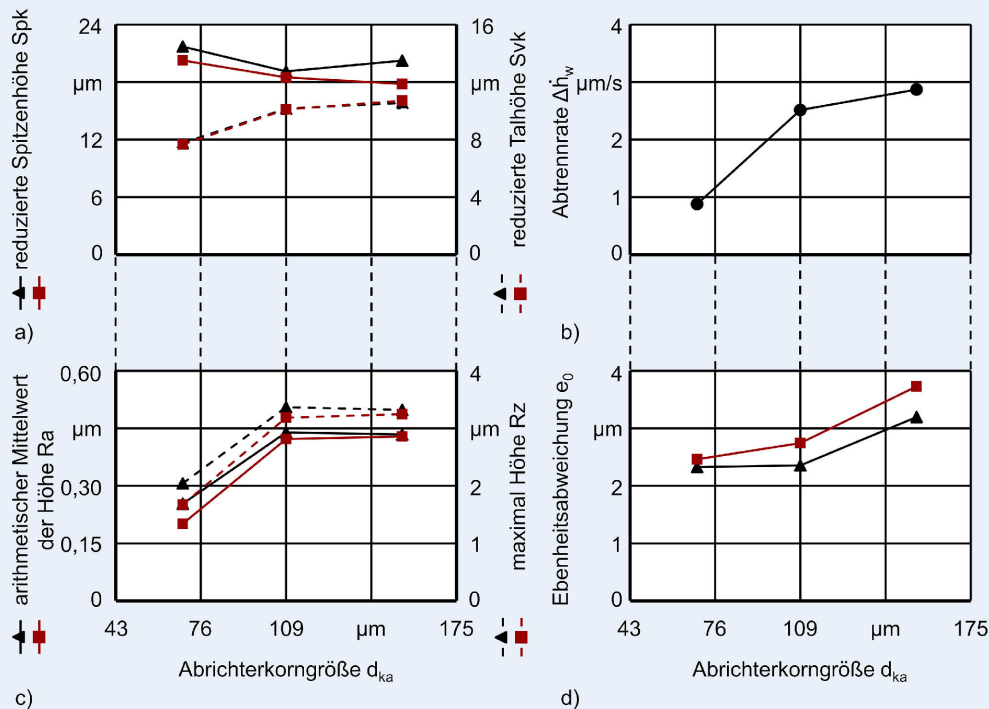 reduzierte Spitzenhöhe Spk
24
µm
12
6
0
16
µm
8
4
0
reduzierte Talhöhe Svk
a)
Abtrennrate Δḣw
4
µm/s
2
1
0
b)
arithmetischer Mittelwert
der Höhe Ra
0,60
µm
0,30
0,15
0
4
µm
2
1
0
maximal Höhe Rz
43 76 109 µm 175
Abrichterkorngröße dka
c)
Ebenheitsabweichung e0
4
µm
2
2
0
43 76 109 µm 175
Abrichterkorngröße dka
d)